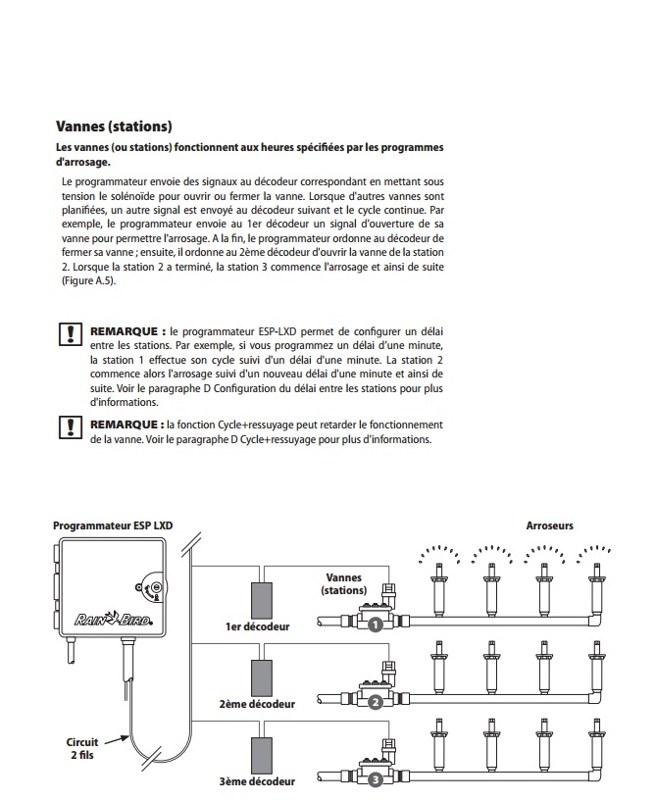 Vannes (stations)
Les vannes (ou stations) fonctionnent aux heures spécifiées par les programmes
d'arrosage.
Le programmateur envoie des signaux au décodeur correspondant en mettant sous
tension le solénoïde pour ouvrir ou fermer la vanne. Lorsque d'autres vannes sont
planifiées, un autre signal est envoyé au décodeur suivant et le cycle continue. Par
exemple, le programmateur envoie au 1er décodeur un signal d'ouverture de sa
vanne pour permettre l'arrosage. A la fin, le programmateur ordonne au décodeur de
fermer sa vanne ; ensuite, il ordonne au 2ème décodeur d'ouvrir la vanne de la station
2. Lorsque la station 2 a terminé, la station 3 commence l'arrosage et ainsi de suite
(Figure A.5).
! REMARQUE : le programmateur ESP-LXD permet de configurer un délai
entre les stations. Par exemple, si vous programmez un délai d'une minute,
la station 1 effectue son cycle suivi d'un délai d'une minute. La station 2
commence alors l'arrosage suivi d'un nouveau délai d'une minute et ainsi de
suite. Voir le paragraphe D Configuration du délai entre les stations pour plus
d'informations.
! REMARQUE : la fonction Cycle+ressuyage peut retarder le fonctionnement
de la vanne. Voir le paragraphe D Cycle+ressuyage pour plus d'informations.
Programmateur ESP LXD
Arroseurs
RAIN BIRD
Vannes
(stations)
1er décodeur
1
2ème décodeur
2
Circuit
2 fils
3ème décodeur
3